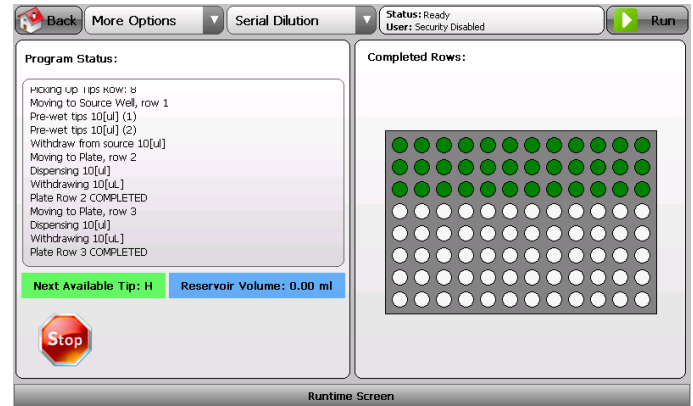 Back
More Options
Serial Dilution
Status: Ready
User: Security Disabled
Run
Program Status:
Picking Up Tips Row: 8
Moving to Source Well, row 1
Pre-wet tips 10[ul] (1)
Pre-wet tips 10[ul] (2)
Withdraw from source 10[ul]
Moving to Plate, row 2
Dispensing 10[ul]
Withdrawing 10[uL]
Plate Row 2 COMPLETED
Moving to Plate, row 3
Dispensing 10[ul]
Withdrawing 10[uL]
Plate Row 3 COMPLETED
Next Available Tip: H
Reservoir Volume: 0.00 ml
Stop
Completed Rows:
Runtime Screen